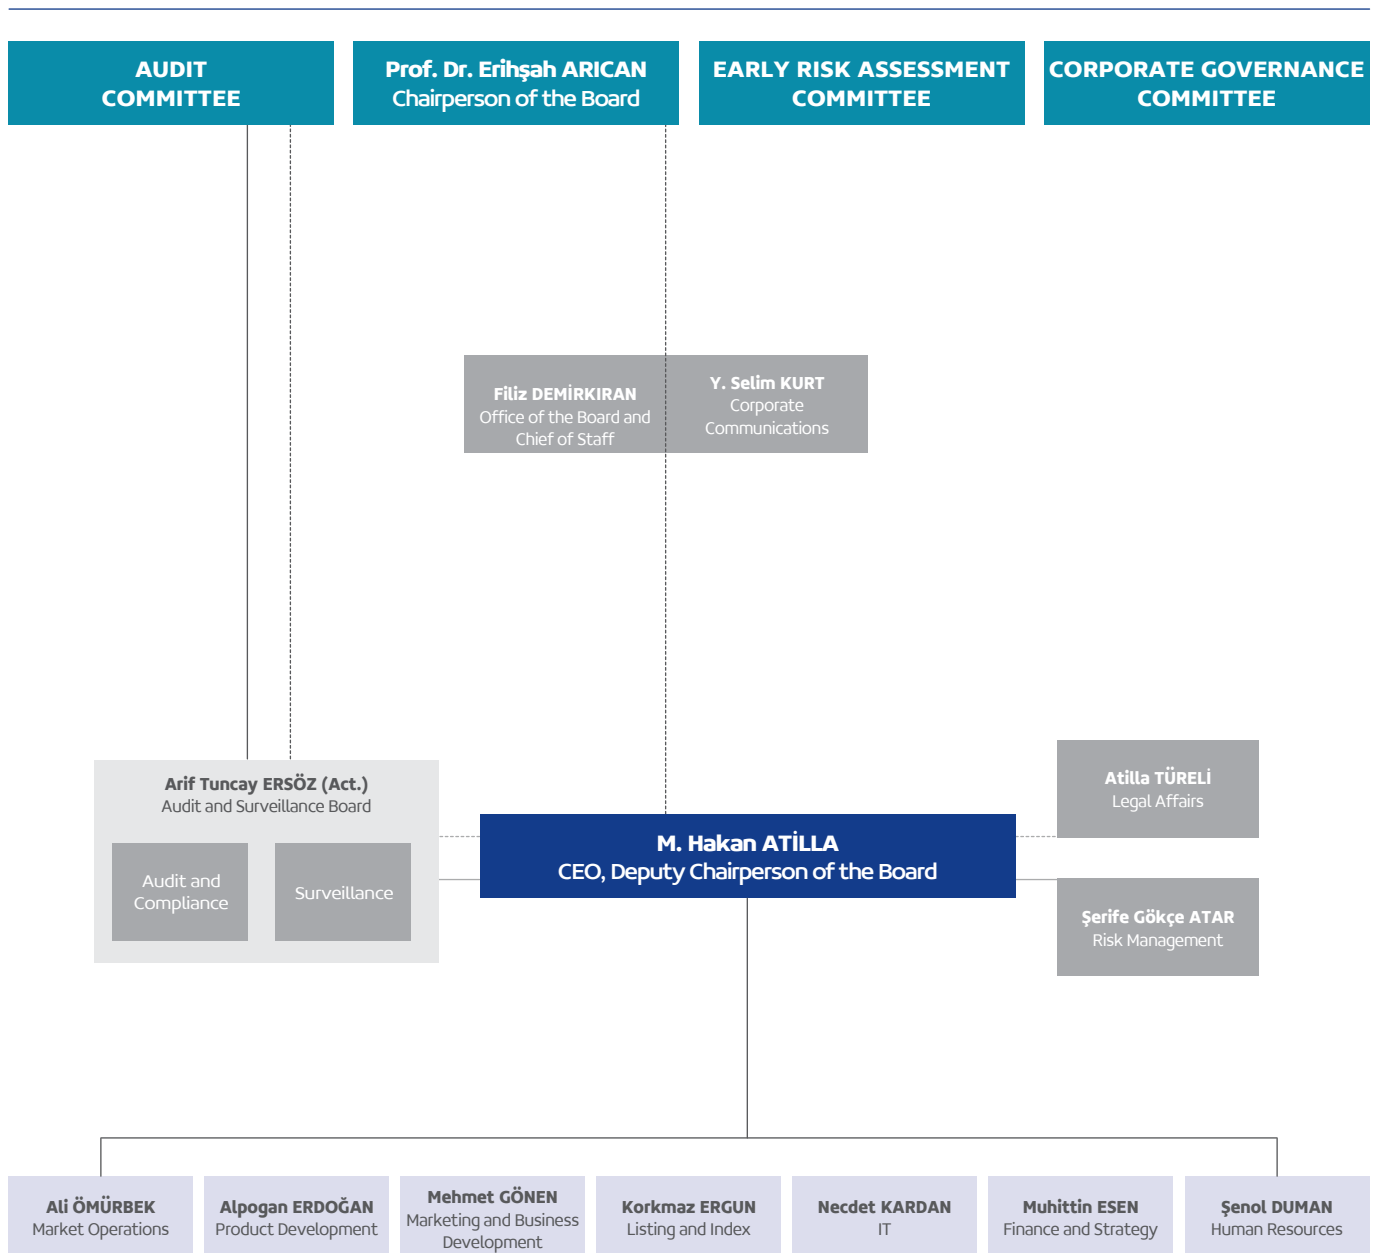 AUDIT
COMMITTEE
Prof. Dr. Erihşah ARICAN
Chairperson of the Board
EARLY RISK ASSESSMENT
COMMITTEE
CORPORATE GOVERNANCE
COMMITTEE
Filiz DEMİRKIRAN
Office of the Board and
Chief of Staff
Y. Selim KURT
Corporate
Communications
Arif Tuncay ERSÖZ (Act.)
Audit and Surveillance Board
Audit and
Compliance
Surveillance
M. Hakan ATİLLA
CEO, Deputy Chairperson of the Board
Atilla TÜRELİ
Legal Affairs
Şerife Gökçe ATAR
Risk Management
Ali ÖMÜRBEK
Market Operations
Alpogan ERDOĞAN
Product Development
Mehmet GÖNEN
Marketing and Business
Development
Korkmaz ERGUN
Listing and Index
Necdet KARDAN
IT
Muhittin ESEN
Finance and Strategy
Şenol DUMAN
Human Resources